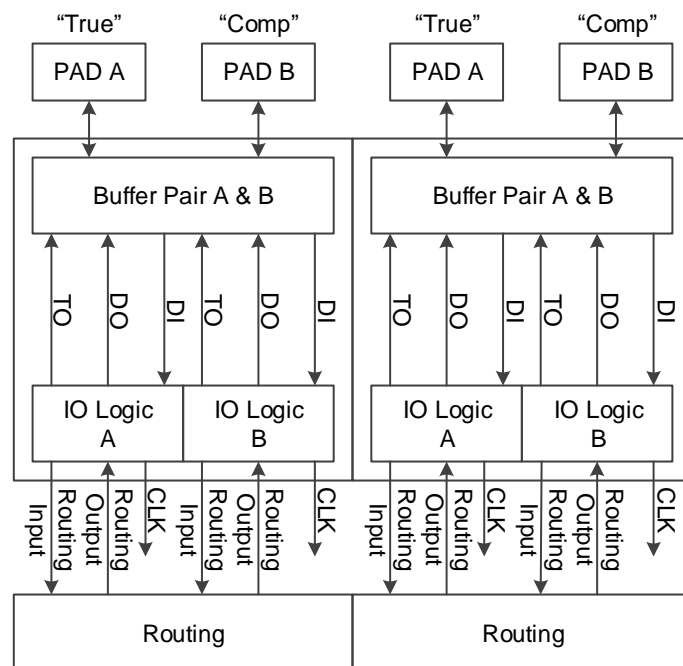 “True” “Comp” “True” “Comp”
PAD A PAD B PAD A PAD B
Buffer Pair A & B Buffer Pair A & B
TO DO DI TO DO DI TO DO DI TO DO DI
IO Logic A IO Logic B IO Logic A IO Logic B
Routing Input Routing Output CLK Routing Input Routing Output CLK Routing Input Routing Output CLK Routing Input Routing Output CLK
Routing Routing